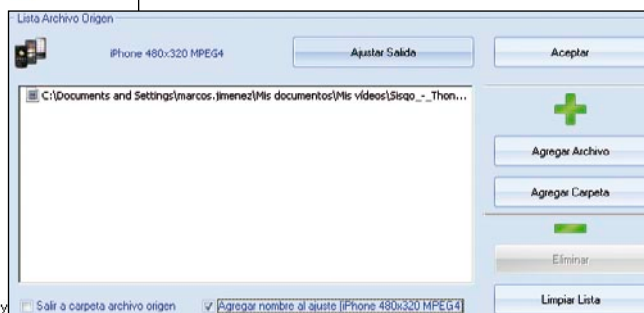 Lista Archivo Origen
iPhone 480x320 MPEG4
Ajustar Salida
Aceptar
C:\Documents and Settings\marcos.jimenez\Mis documentos\Mis vídeos\Sisqo_-_Thon...
Agregar Archivo
Agregar Carpeta
Eliminar
y
Salir a carpeta archivo origen
Agregar nombre al ajuste [iPhone 480x320 MPEG4]
Limpiar Lista